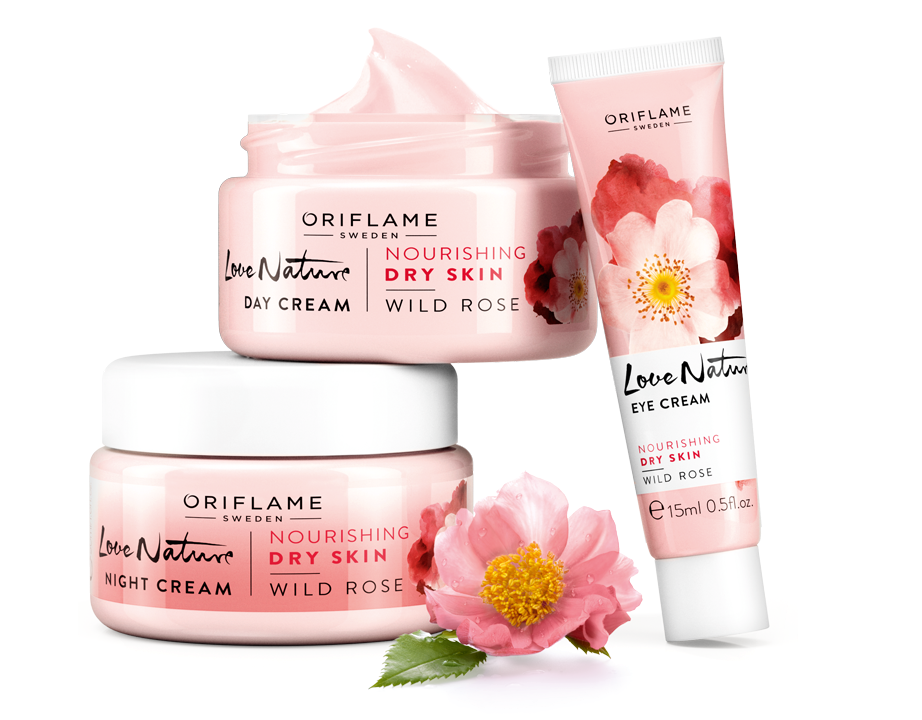 ORIFLAME
SWEDEN
Love Nature
DAY CREAM
NOURISHING
DRY SKIN
WILD ROSE
ORIFLAME
SWEDEN
Love Nature
NIGHT CREAM
NOURISHING
DRY SKIN
WILD ROSE
ORIFLAME
SWEDEN
Love Natur
EYE CREAM
NOURISHING
DRY SKIN
WILD ROSE
℮15ml 0.5fl.oz.